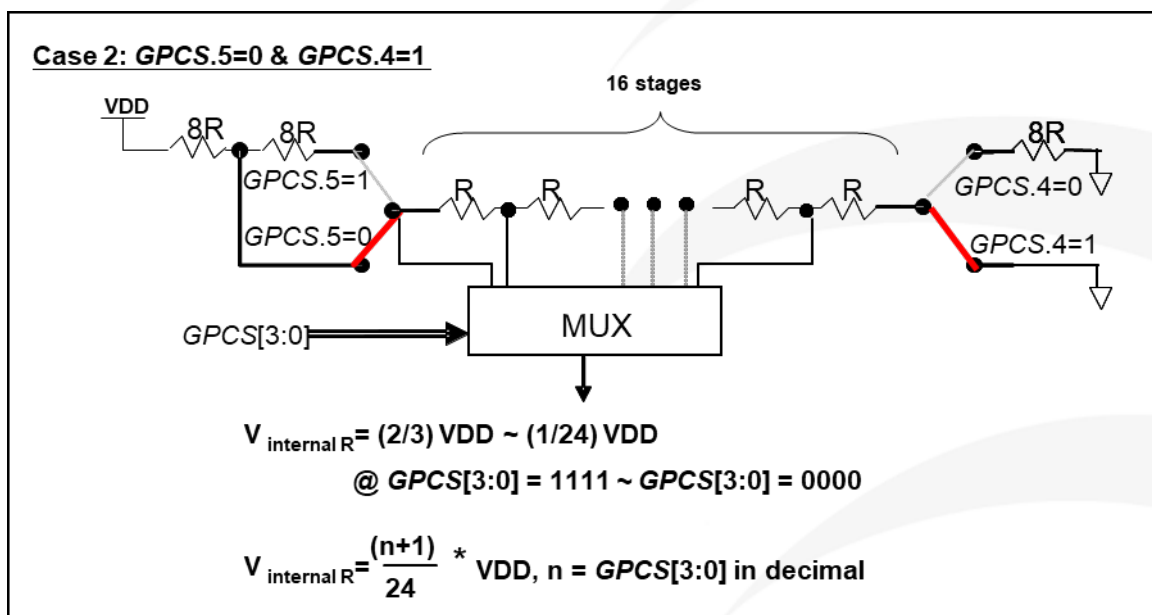 Case 2: GPCS.5=0 & GPCS.4=1
16 stages
VDD
8R
8R
8R
GPCS.5=1
GPCS.4=0
R
R
R
R
GPCS.5=0
GPCS.4=1
MUX
GPCS[3:0]
V internal R = (2/3) VDD ~ (1/24) VDD
@ GPCS[3:0] = 1111 ~ GPCS[3:0] = 0000
V internal R = (n+1)/24 * VDD, n = GPCS[3:0] in decimal